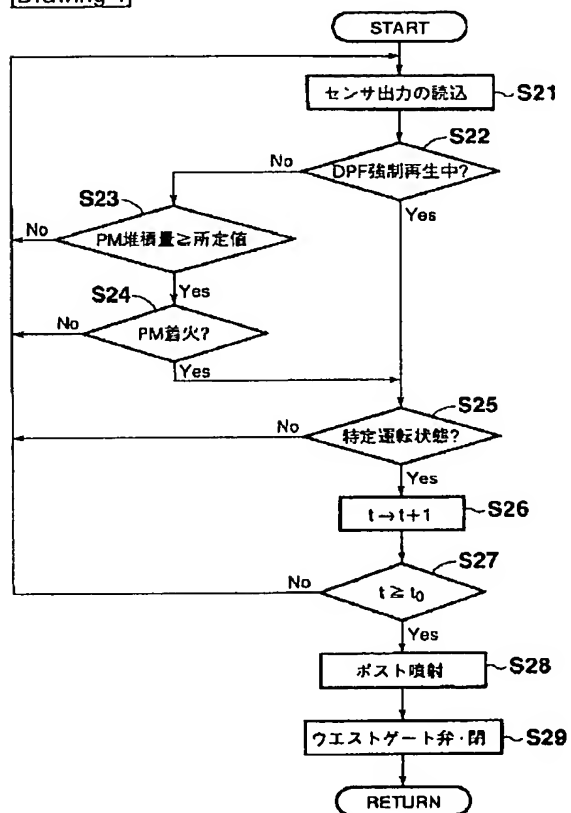 START
センサ出力の読込
S21
S22
DPF強制再生中?
No
Yes
S23
PM堆積量≧所定値
No
Yes
S24
PM着火?
No
Yes
S25
特定運転状態?
No
Yes
t→t+1
S26
S27
t≧t0
No
Yes
ポスト噴射
S28
ウエストゲート弁・閉
S29
RETURN